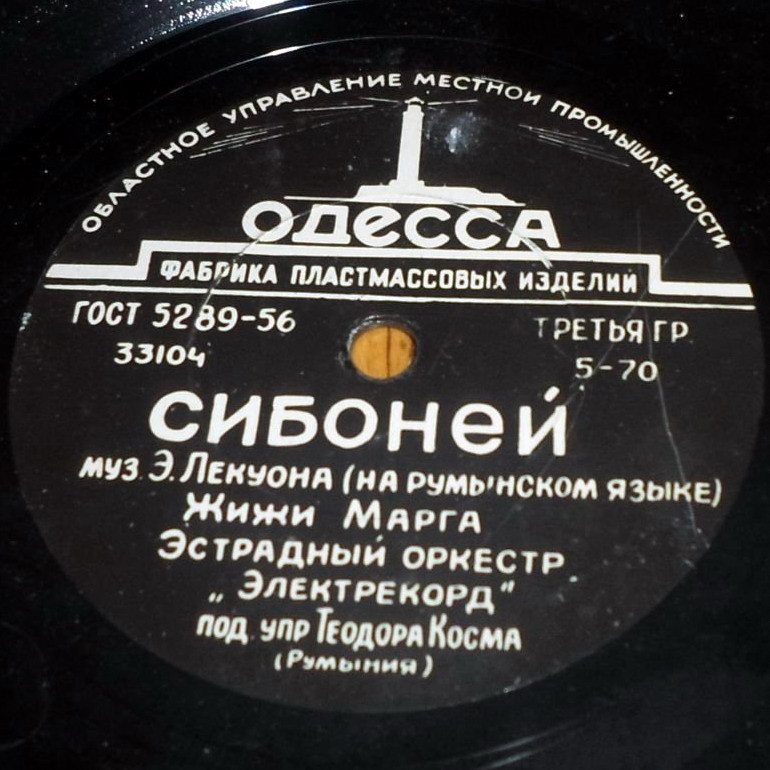 ОБЛАСТНОЕ УПРАВЛЕНИЕ МЕСТНОЙ ПРОМЫШЛЕННОСТИ
ОДЕССА
ФАБРИКА ПЛАСТМАССОВЫХ ИЗДЕЛИЙ
ГОСТ 5289-56 ТРЕТЬЯ ГР.
33104 5-70
СИБОНЕЙ
МУЗ. Э. ЛЕКУОНА (НА РУМЫНСКОМ ЯЗЫКЕ)
ЖИЖИ МАРГА
ЭСТРАДНЫЙ ОРКЕСТР
„ЭЛЕКТРЕКОРД"
ПОД. УПР. ТЕОДОРА КОСМА
(РУМЫНИЯ)